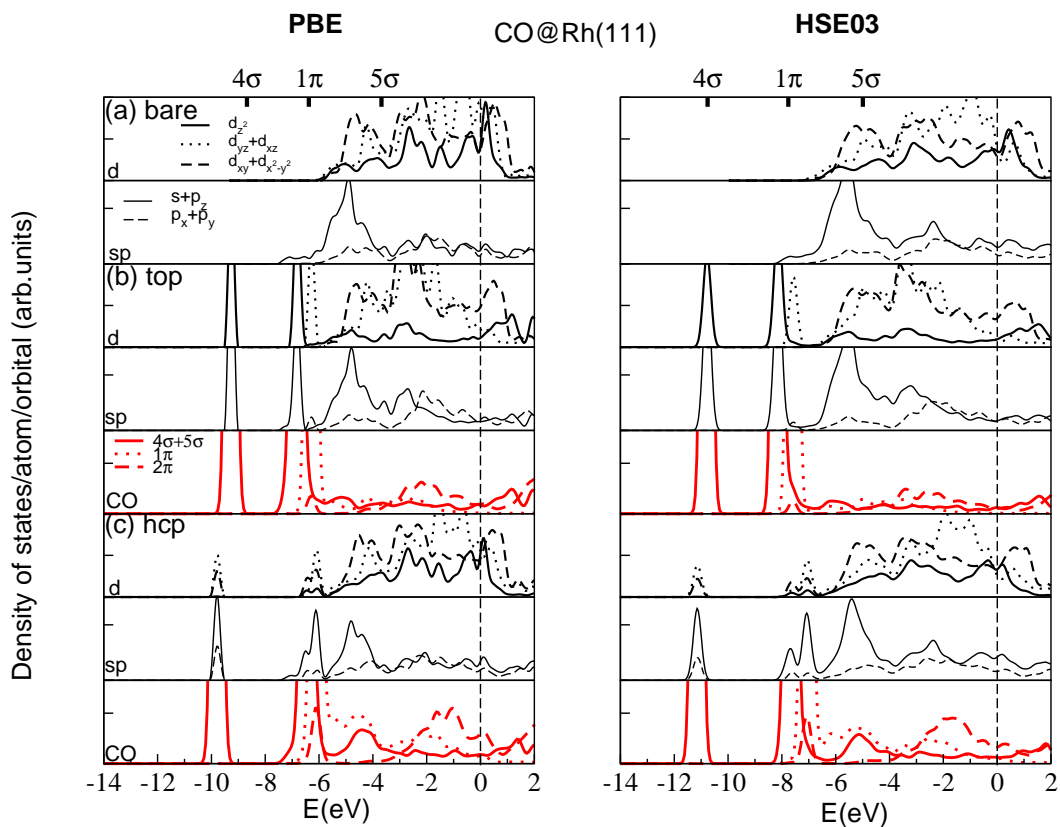 PBE
CO@Rh(111)
HSE03
4σ 1π 5σ
4σ 1π 5σ
(a) bare
d_z²
d_yz+d_xz
d_xy+d_x²-y²
d
s+p_z
p_x+p_y
sp
(b) top
d
sp
4σ+5σ
1π
2π
CO
(c) hcp
d
sp
CO
Density of states/atom/orbital (arb.units)
-14 -12 -10 -8 -6 -4 -2 0 2
-14 -12 -10 -8 -6 -4 -2 0 2
E(eV)
E(eV)